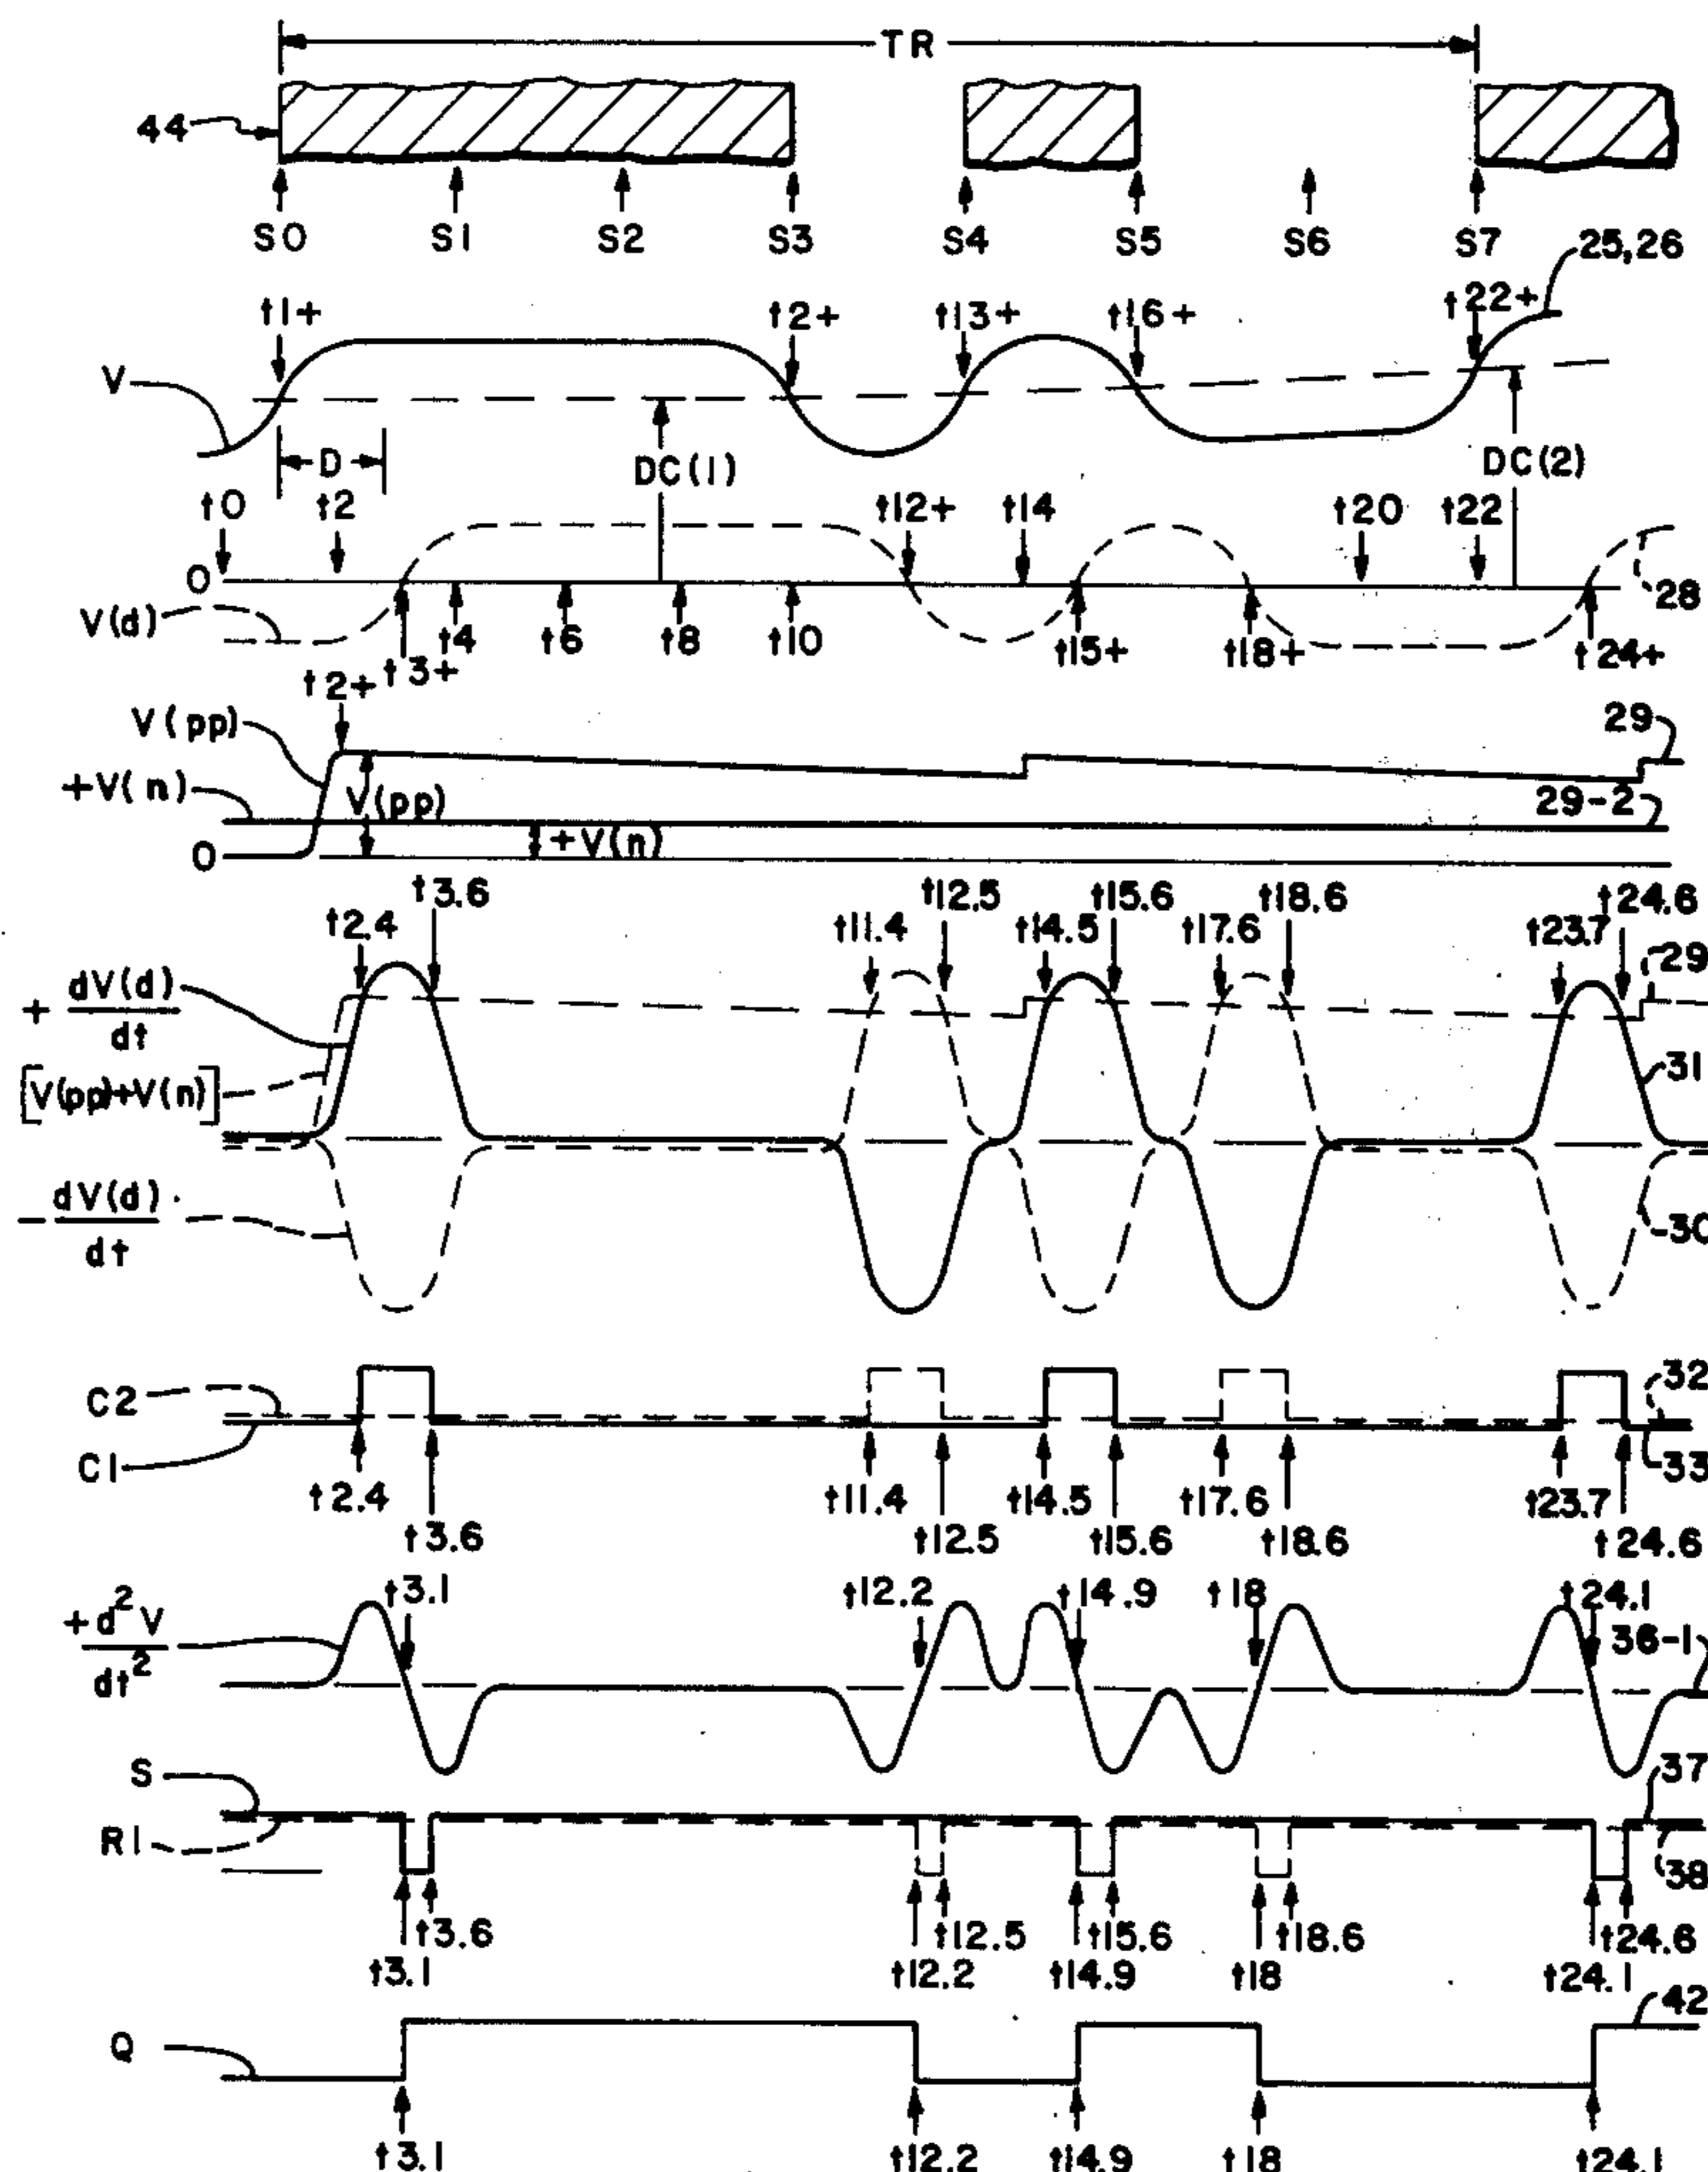 TR
44
S0 S1 S2 S3 S4 S5 S6 S7
25,26
t1+ t2+ t13+ t16+ t22+
V
D
DC(1)
DC(2)
t0 t2 t12+ t14 t20 t22
0
V(d)
28
t3+ t4 t6 t8 t10 t15+ t18+ t24+
t2+
V(pp)
29
+V(n)
V(pp)
29-2
+V(n)
0
t2.4 t3.6 t11.4 t12.5 t14.5 t15.6 t17.6 t18.6 t23.7 t24.6
29
+ dV(d)
dt
[V(pp)+V(n)]
31
- dV(d)
dt
30
C2
32
C1
33
t2.4 t3.6 t11.4 t12.5 t14.5 t15.6 t17.6 t18.6 t23.7 t24.6
t3.1 t12.2 t14.9 t18 t24.1
+d²V
dt²
36-1
S
37
R1
38
t3.1 t3.6 t12.2 t12.5 t14.9 t15.6 t18 t18.6 t24.1 t24.6
42
Q
t3.1 t12.2 t14.9 t18 t24.1